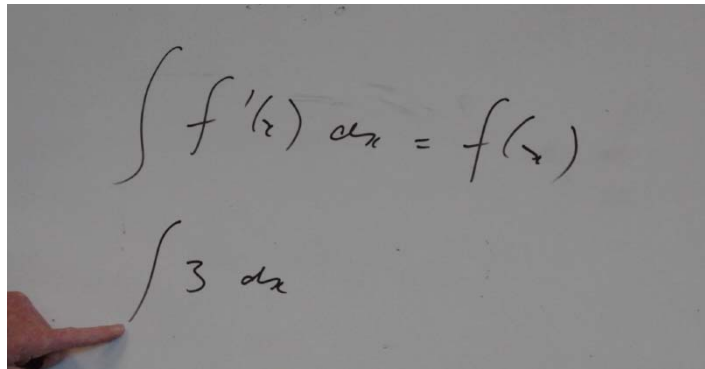 ∫ f'(x) dx = f(x)
∫ 3 dx